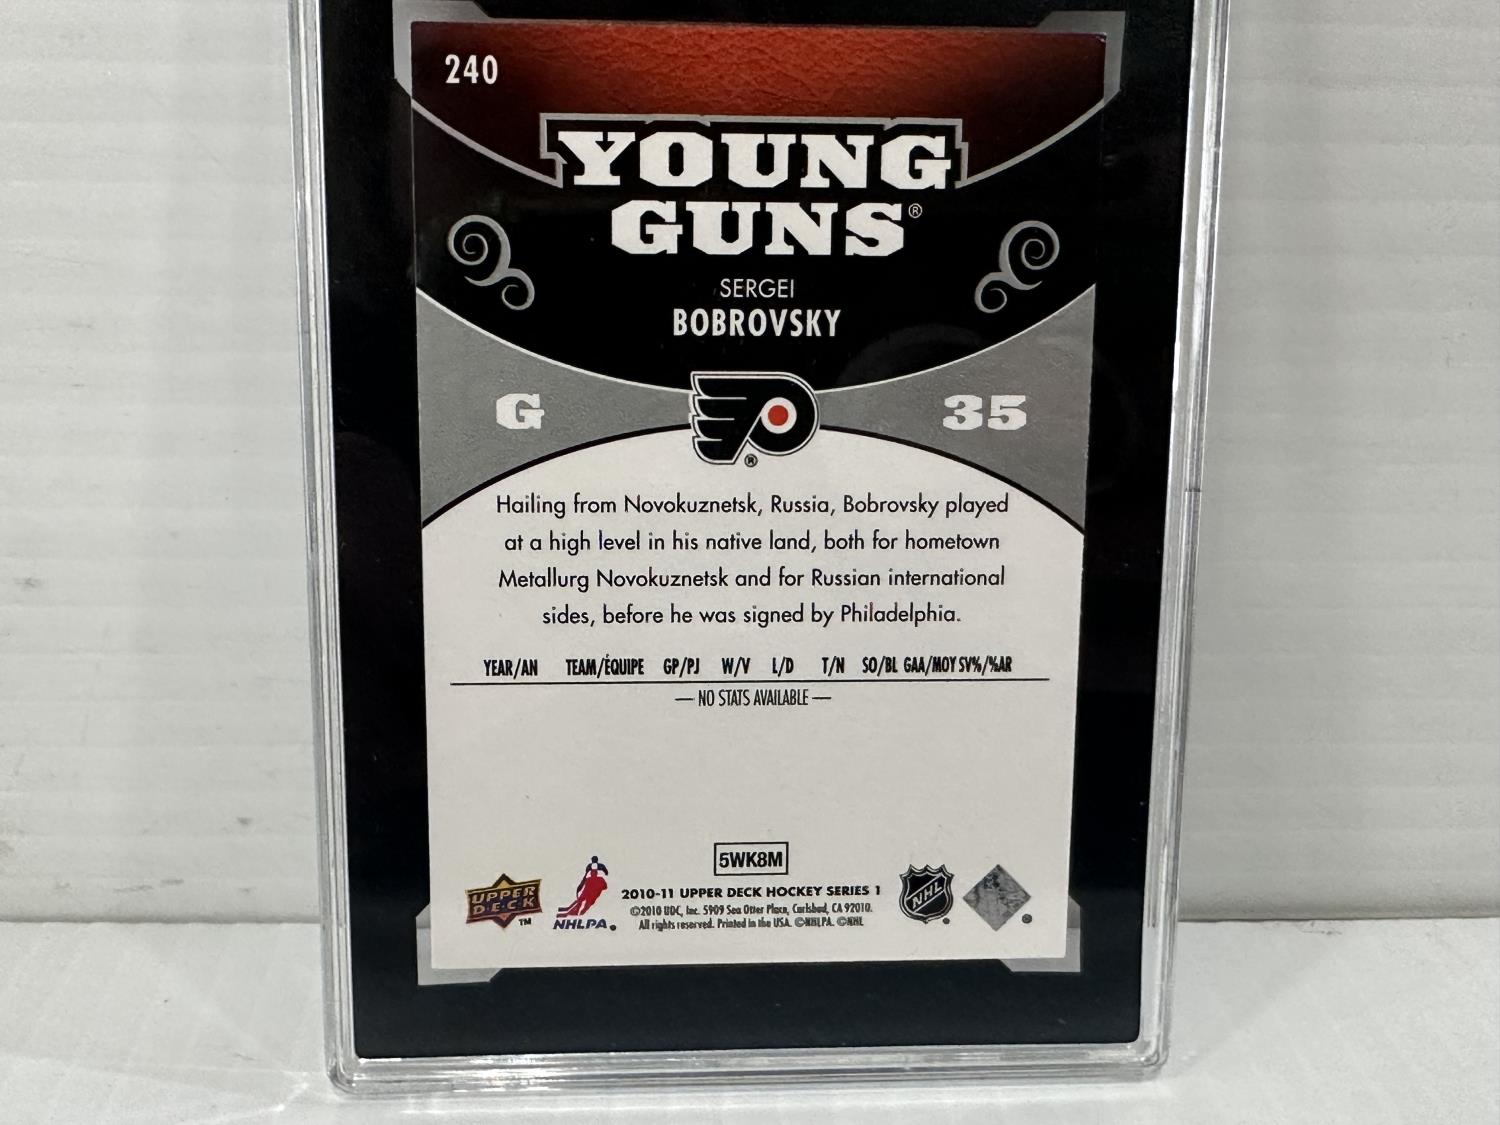 240
YOUNG
GUNS®
SERGEI
BOBROVSKY
G
35
®
Hailing from Novokuznetsk, Russia, Bobrovsky played
at a high level in his native land, both for hometown
Metallurg Novokuznetsk and for Russian international
sides, before he was signed by Philadelphia.
YEAR/AN TEAM/ÉQUIPE GP/PJ W/V L/D T/N SO/BL GAA/MOY SV%/%AR
— NO STATS AVAILABLE —
5WK8M
UPPER
D·E·C·K
TM
NHLPA®
2010-11 UPPER DECK HOCKEY SERIES 1
©2010 UDC, Inc. 5909 Sea Otter Place, Carlsbad, CA 92010.
All rights reserved. Printed in the USA. ©NHLPA. ©NHL
NHL